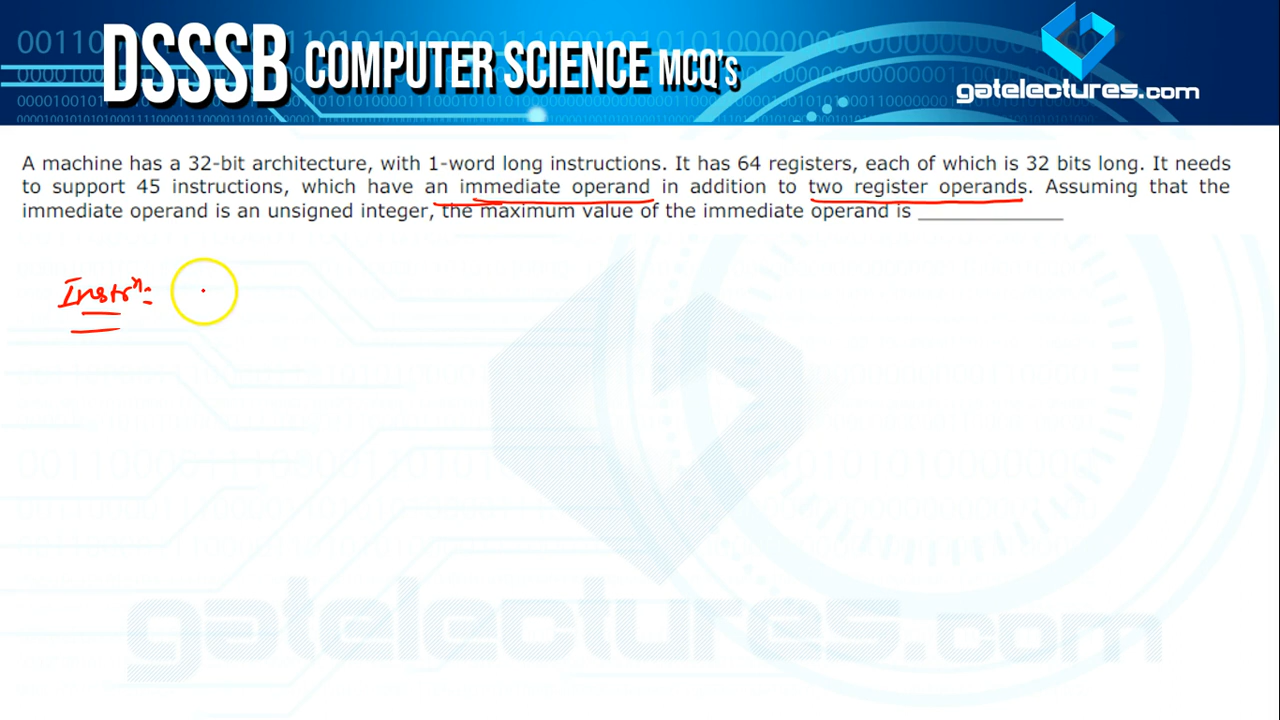 DSSSB COMPUTER SCIENCE MCQ's
gatelectures.com
A machine has a 32-bit architecture, with 1-word long instructions. It has 64 registers, each of which is 32 bits long. It needs
to support 45 instructions, which have an immediate operand in addition to two register operands. Assuming that the
immediate operand is an unsigned integer, the maximum value of the immediate operand is ____________
Instrⁿ:
gatelectures.com